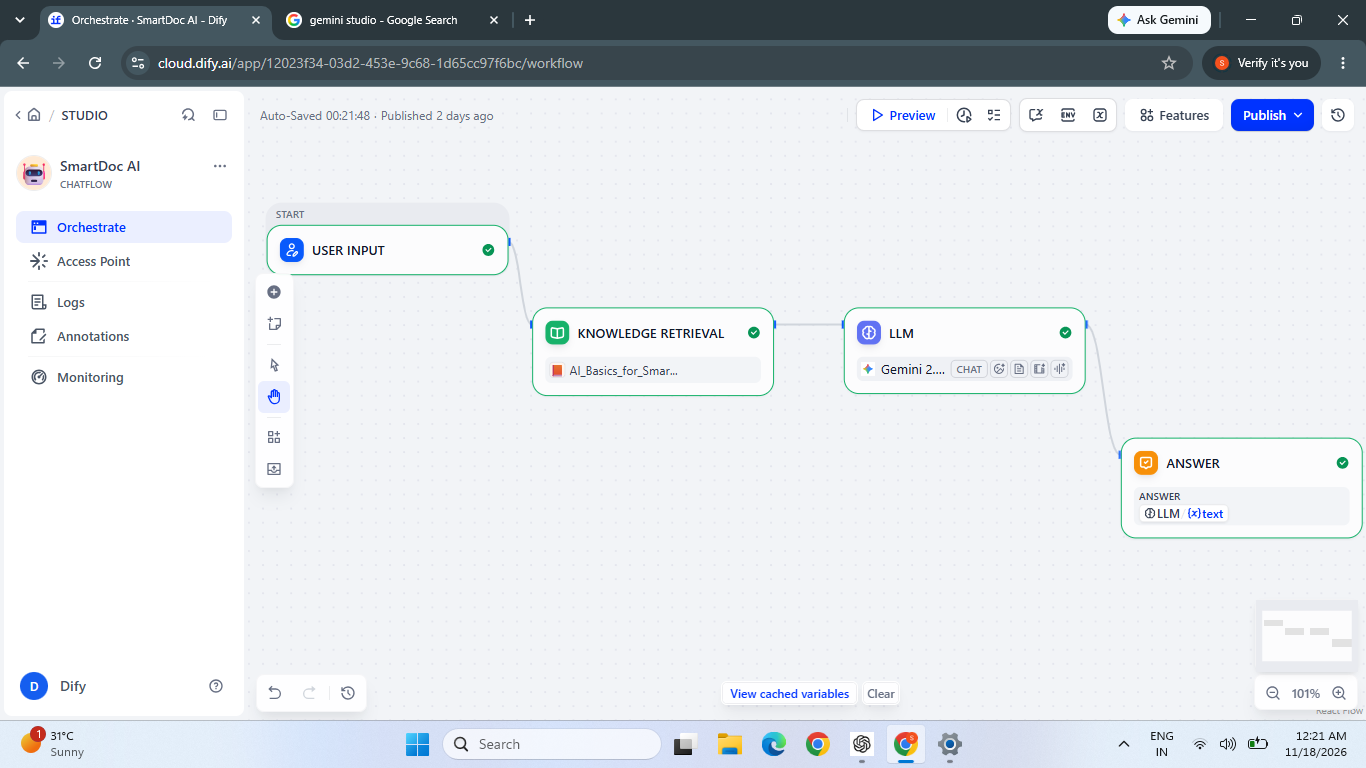 Orchestrate · SmartDoc AI - Dify
gemini studio - Google Search
Ask Gemini
cloud.dify.ai/app/12023f34-03d2-453e-9c68-1d65cc97f6bc/workflow
Verify it's you
/ STUDIO
Auto-Saved 00:21:48 · Published 2 days ago
Preview
ENV
Features
Publish
SmartDoc AI
CHATFLOW
Orchestrate
Access Point
Logs
Annotations
Monitoring
START
USER INPUT
KNOWLEDGE RETRIEVAL
AI_Basics_for_Smar...
LLM
Gemini 2.... CHAT
ANSWER
ANSWER
LLM {x}text
D Dify
View cached variables
Clear
101%
React Flow
1
31°C
Sunny
Search
ENG
IN
12:21 AM
11/18/2026